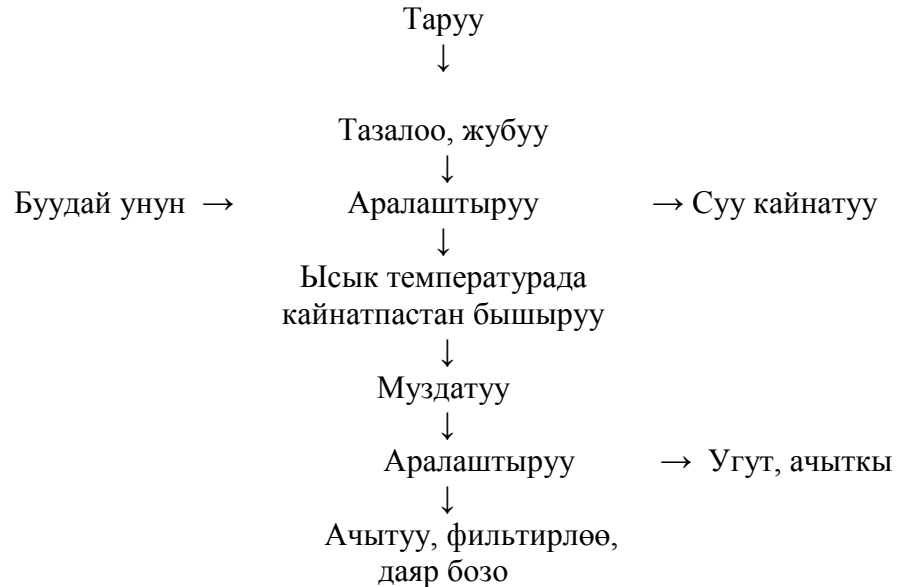 Таруу
↓
Тазалоо, жубуу
↓
Буудай унун → Аралаштыруу → Суу кайнатуу
↓
Ысык температурада
кайнатпастан бышыруу
↓
Муздатуу
↓
Аралаштыруу → Угут, ачыткы
↓
Ачытуу, фильтирлөө,
даяр бозо